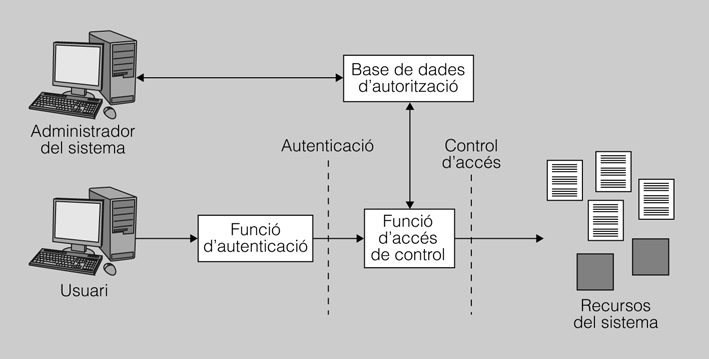 Base de dades
d'autorització
Administrador
del sistema
Autenticació
Control
d'accés
Funció
d'autenticació
Funció
d'accés
de control
Usuari
Recursos
del sistema